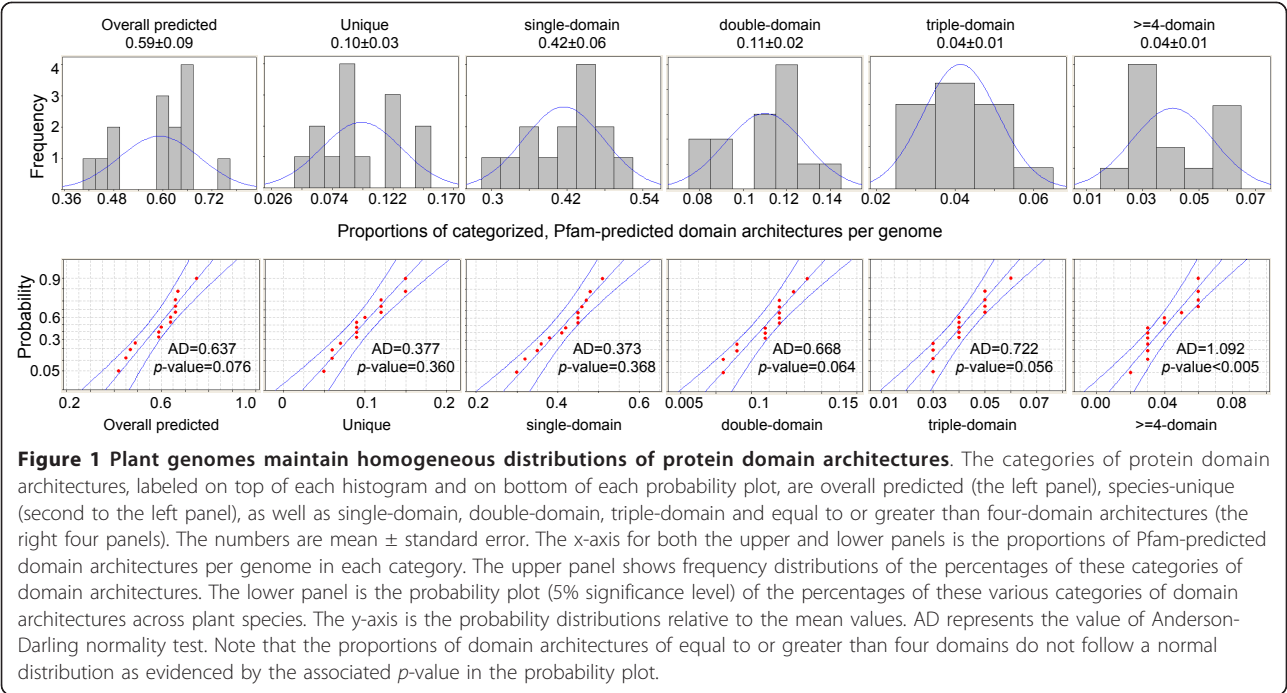 Overall predicted Unique single-domain double-domain triple-domain >=4-domain
0.59±0.09 0.10±0.03 0.42±0.06 0.11±0.02 0.04±0.01 0.04±0.01
Frequency
4
3
2
1
0.36 0.48 0.60 0.72 0.026 0.074 0.122 0.170 0.3 0.42 0.54 0.08 0.1 0.12 0.14 0.02 0.04 0.06 0.01 0.03 0.05 0.07
Proportions of categorized, Pfam-predicted domain architectures per genome
Probability
0.9
0.6
0.3
0.05
AD=0.637 AD=0.377 AD=0.373 AD=0.668 AD=0.722 AD=1.092
p-value=0.076 p-value=0.360 p-value=0.368 p-value=0.064 p-value=0.056 p-value<0.005
0.2 0.6 1.0 0 0.1 0.2 0.2 0.4 0.6 0.005 0.1 0.15 0.01 0.03 0.05 0.07 0.00 0.04 0.08
Overall predicted Unique single-domain double-domain triple-domain >=4-domain
Figure 1 Plant genomes maintain homogeneous distributions of protein domain architectures. The categories of protein domain
architectures, labeled on top of each histogram and on bottom of each probability plot, are overall predicted (the left panel), species-unique
(second to the left panel), as well as single-domain, double-domain, triple-domain and equal to or greater than four-domain architectures (the
right four panels). The numbers are mean ± standard error. The x-axis for both the upper and lower panels is the proportions of Pfam-predicted
domain architectures per genome in each category. The upper panel shows frequency distributions of the percentages of these categories of
domain architectures. The lower panel is the probability plot (5% significance level) of the percentages of these various categories of domain
architectures across plant species. The y-axis is the probability distributions relative to the mean values. AD represents the value of Anderson-
Darling normality test. Note that the proportions of domain architectures of equal to or greater than four domains do not follow a normal
distribution as evidenced by the associated p-value in the probability plot.